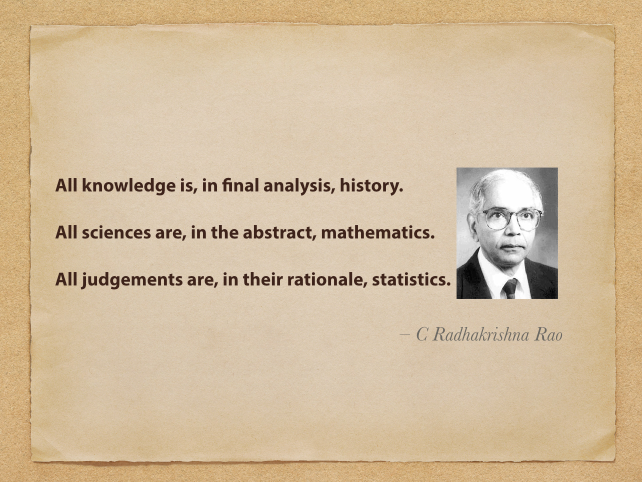 All knowledge is, in final analysis, history.
All sciences are, in the abstract, mathematics.
All judgements are, in their rationale, statistics.
– C Radhakrishna Rao